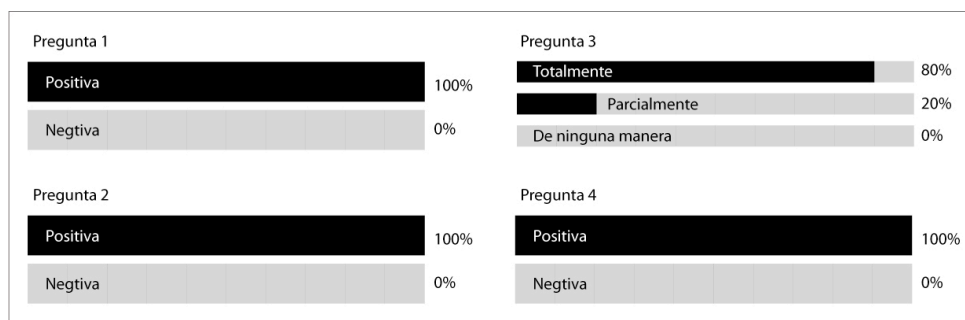 Pregunta 1
Positiva 100%
Negtiva 0%
Pregunta 2
Positiva 100%
Negtiva 0%
Pregunta 3
Totalmente 80%
Parcialmente 20%
De ninguna manera 0%
Pregunta 4
Positiva 100%
Negtiva 0%